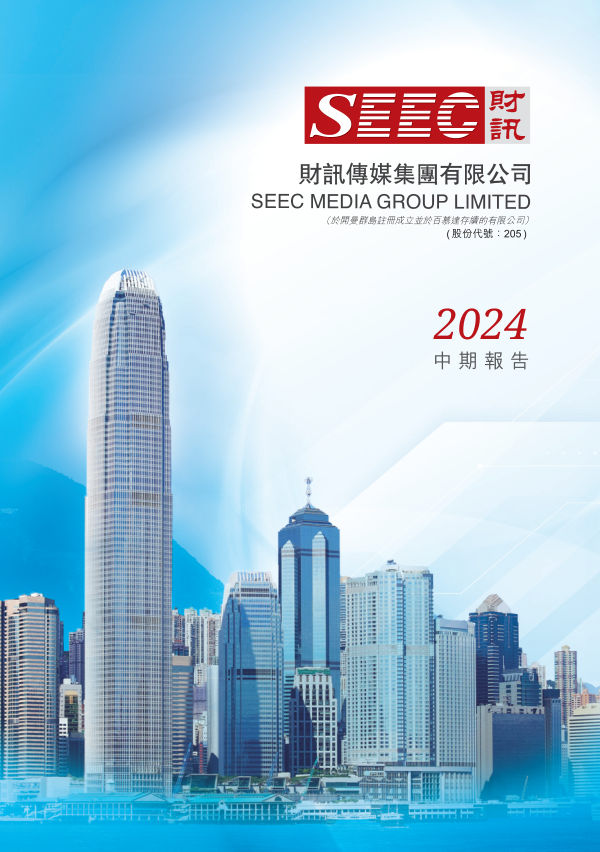 SEEC 財訊
財訊傳媒集團有限公司
SEEC MEDIA GROUP LIMITED
（於開曼群島註冊成立並於百慕達存續的有限公司）
( 股份代號：205 )
2024
中期報告